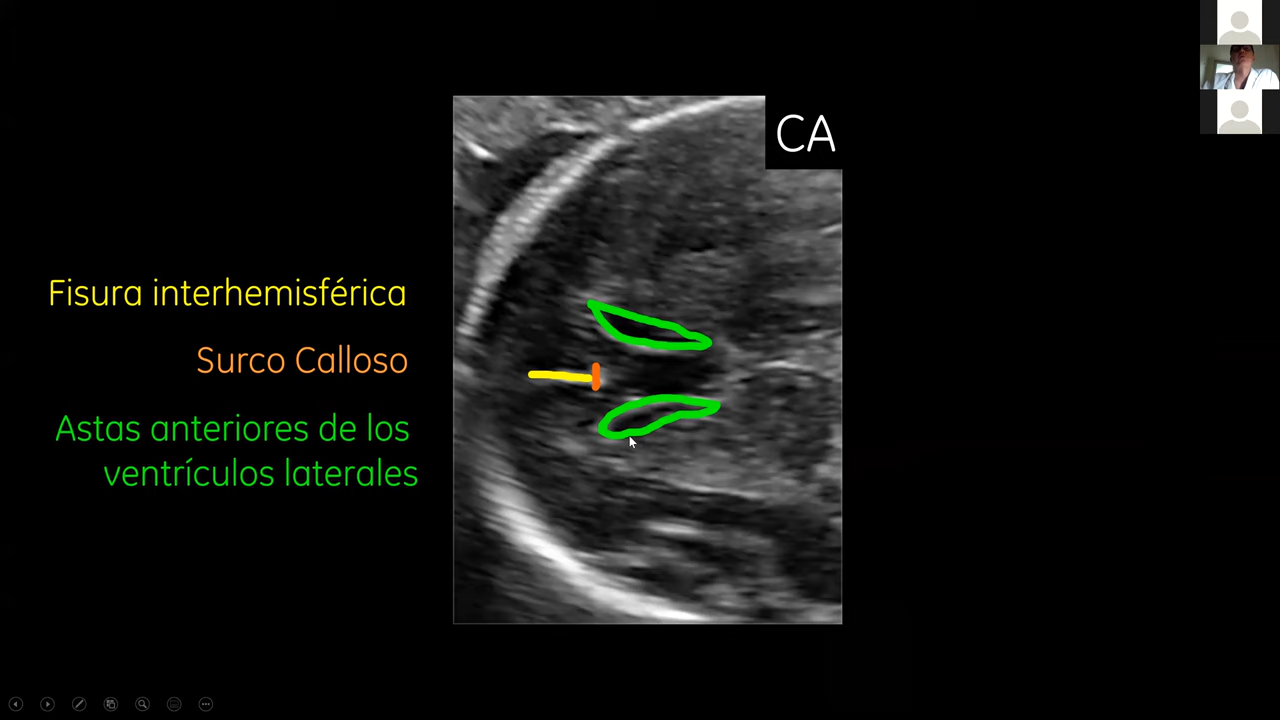 CA
Fisura interhemisférica
Surco Calloso
Astas anteriores de los
ventrículos laterales